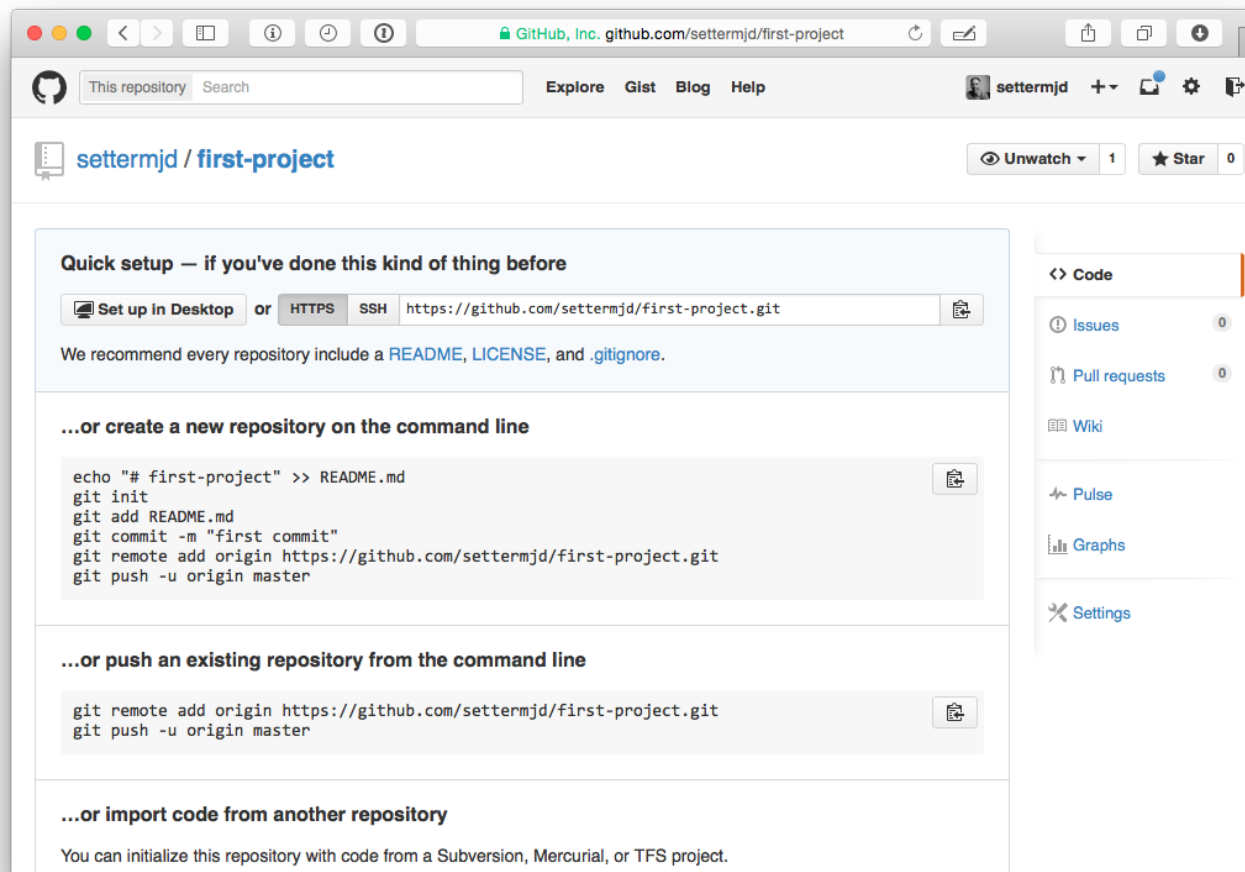 GitHub, Inc. github.com/settermjd/first-project
This repository Search Explore Gist Blog Help settermjd
settermjd / first-project
Unwatch 1 Star 0
Quick setup — if you've done this kind of thing before
Set up in Desktop or HTTPS SSH https://github.com/settermjd/first-project.git
We recommend every repository include a README, LICENSE, and .gitignore.
…or create a new repository on the command line
echo "# first-project" >> README.md
git init
git add README.md
git commit -m "first commit"
git remote add origin https://github.com/settermjd/first-project.git
git push -u origin master
…or push an existing repository from the command line
git remote add origin https://github.com/settermjd/first-project.git
git push -u origin master
…or import code from another repository
You can initialize this repository with code from a Subversion, Mercurial, or TFS project.
<> Code
Issues 0
Pull requests 0
Wiki
Pulse
Graphs
Settings